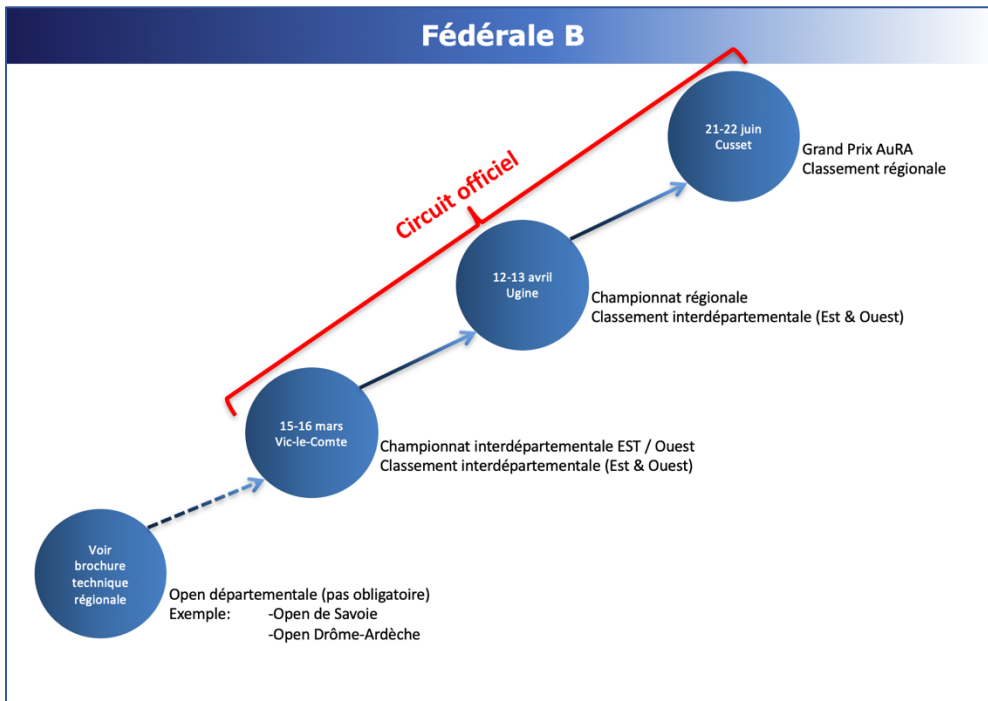 Fédérale B
Circuit officiel
21-22 juin
Cusset
Grand Prix AuRA
Classement régionale
12-13 avril
Ugine
Championnat régionale
Classement interdépartementale (Est & Ouest)
15-16 mars
Vic-le-Comte
Championnat interdépartementale EST / Ouest
Classement interdépartementale (Est & Ouest)
Voir
brochure
technique
régionale
Open départementale (pas obligatoire)
Exemple: -Open de Savoie
-Open Drôme-Ardèche